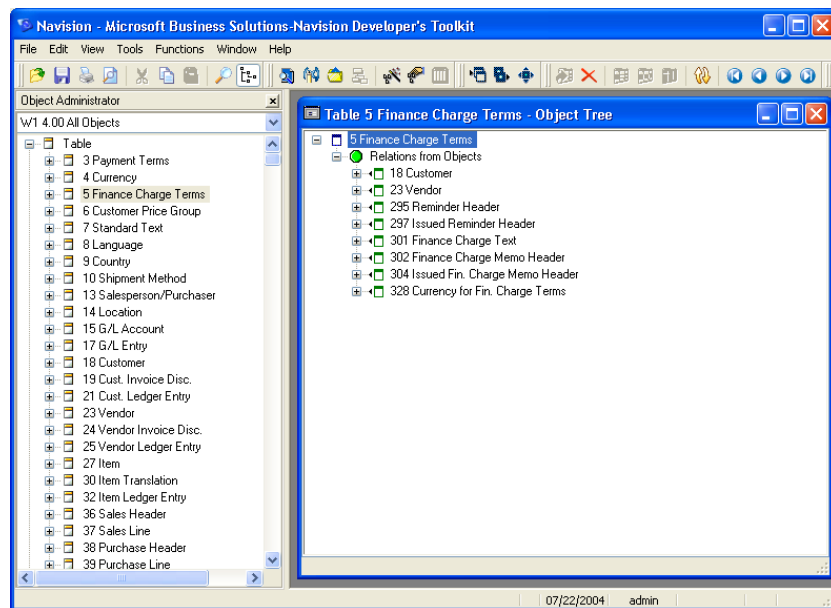 Navision - Microsoft Business Solutions-Navision Developer's Toolkit
File Edit View Tools Functions Window Help
Object Administrator
W1 4.00 All Objects
Table
3 Payment Terms
4 Currency
5 Finance Charge Terms
6 Customer Price Group
7 Standard Text
8 Language
9 Country
10 Shipment Method
13 Salesperson/Purchaser
14 Location
15 G/L Account
17 G/L Entry
18 Customer
19 Cust. Invoice Disc.
21 Cust. Ledger Entry
23 Vendor
24 Vendor Invoice Disc.
25 Vendor Ledger Entry
27 Item
30 Item Translation
32 Item Ledger Entry
36 Sales Header
37 Sales Line
38 Purchase Header
39 Purchase Line
Table 5 Finance Charge Terms - Object Tree
5 Finance Charge Terms
Relations from Objects
18 Customer
23 Vendor
295 Reminder Header
297 Issued Reminder Header
301 Finance Charge Text
302 Finance Charge Memo Header
304 Issued Fin. Charge Memo Header
328 Currency for Fin. Charge Terms
07/22/2004 admin